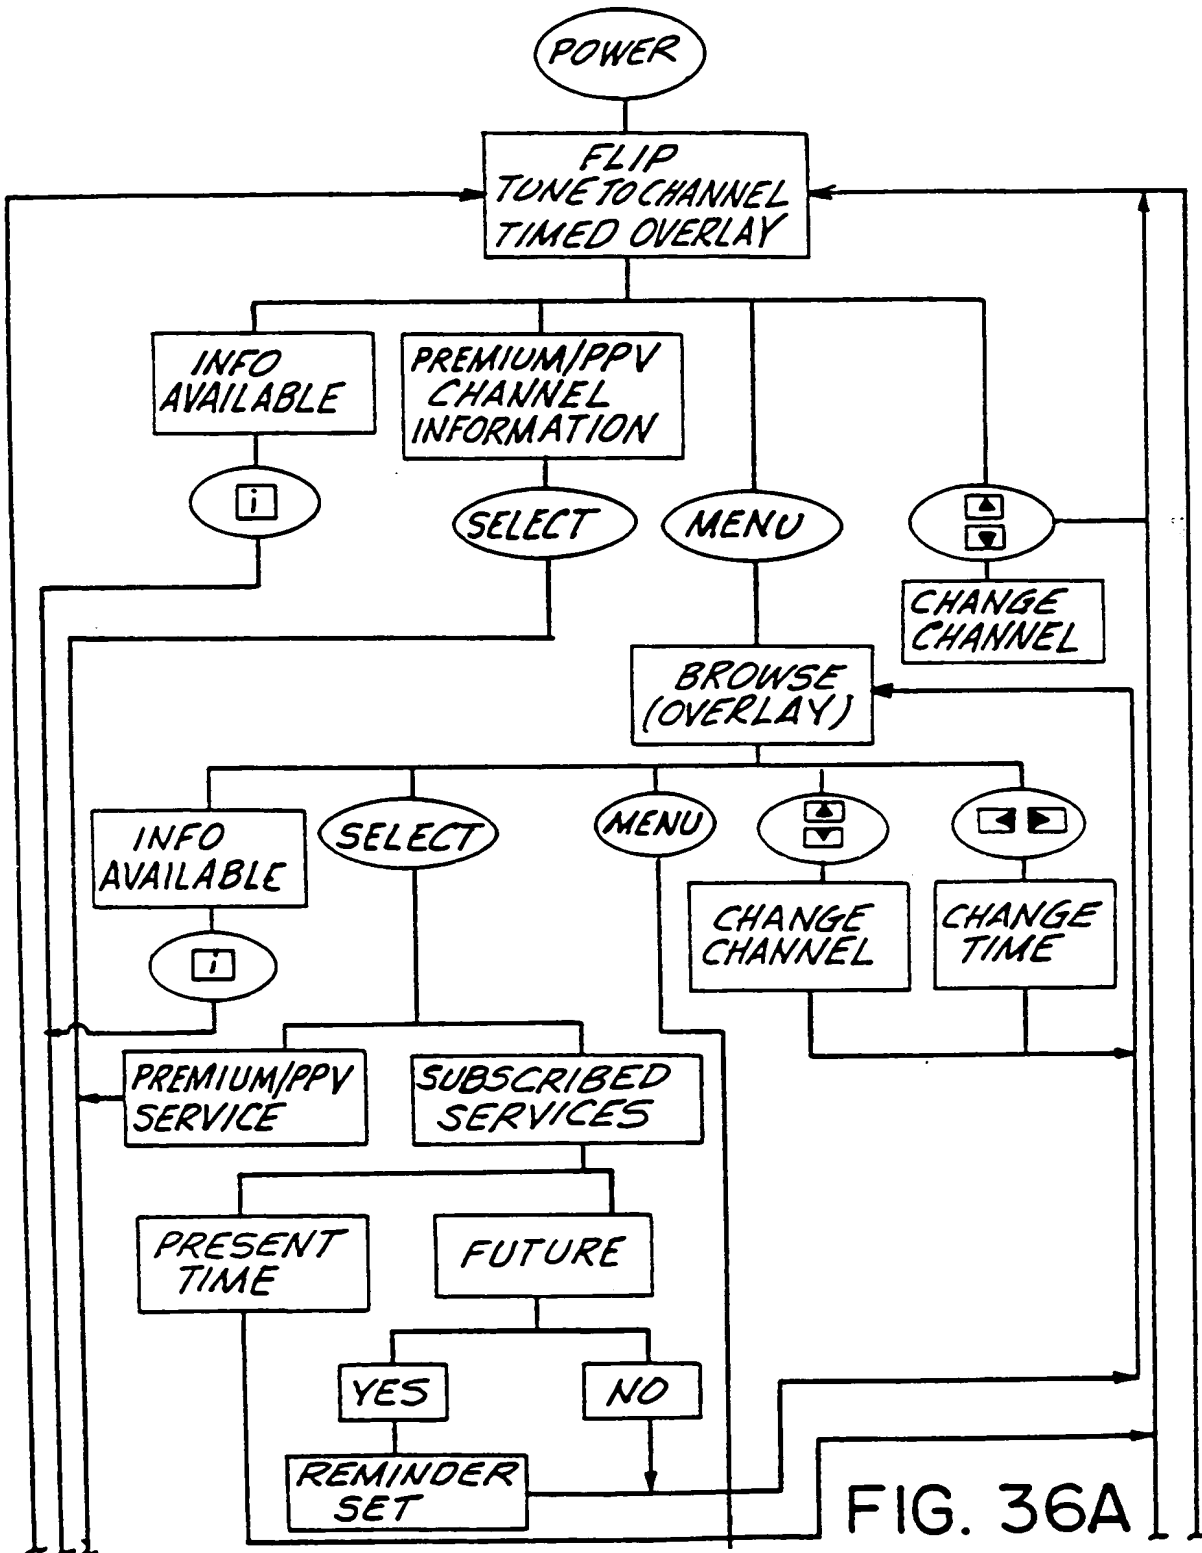 POWER
FLIP
TUNE TO CHANNEL
TIMED OVERLAY
INFO
AVAILABLE
i
PREMIUM/PPV
CHANNEL
INFORMATION
SELECT
MENU
CHANGE
CHANNEL
BROWSE
(OVERLAY)
INFO
AVAILABLE
i
SELECT
MENU
CHANGE
CHANNEL
CHANGE
TIME
PREMIUM/PPV
SERVICE
SUBSCRIBED
SERVICES
PRESENT
TIME
FUTURE
YES
NO
REMINDER
SET
FIG. 36A